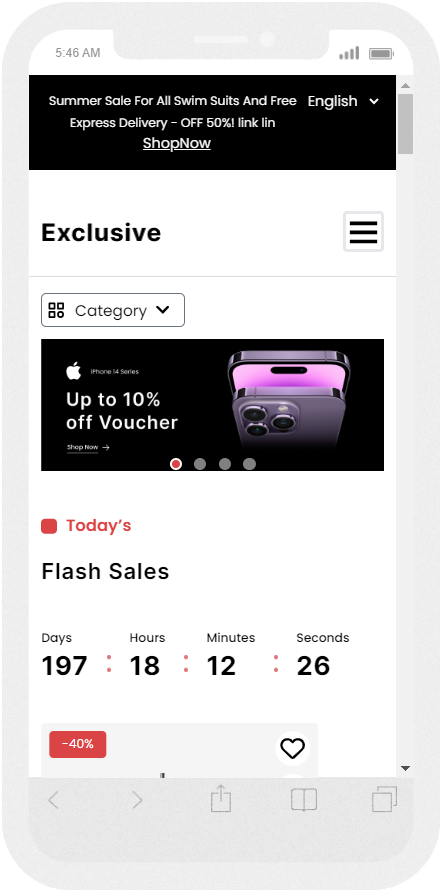 5:46 AM
Summer Sale For All Swim Suits And Free
English
Express Delivery - OFF 50%! link lin
ShopNow
Exclusive
Category
iPhone 14 Series
Up to 10%
off Voucher
Shop Now
Today's
Flash Sales
Days Hours Minutes Seconds
197 : 18 : 12 : 26
-40%